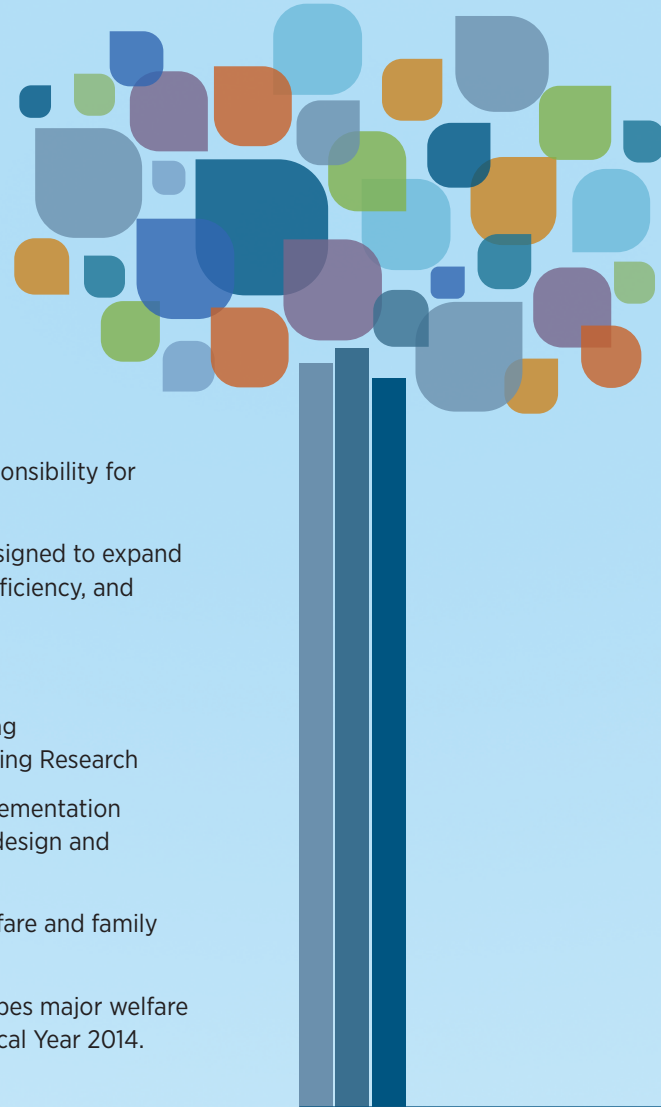 onsibility for
signed to expand
ficiency, and
ng
ing Research
ementation
design and
fare and family
bes major welfare
cal Year 2014.